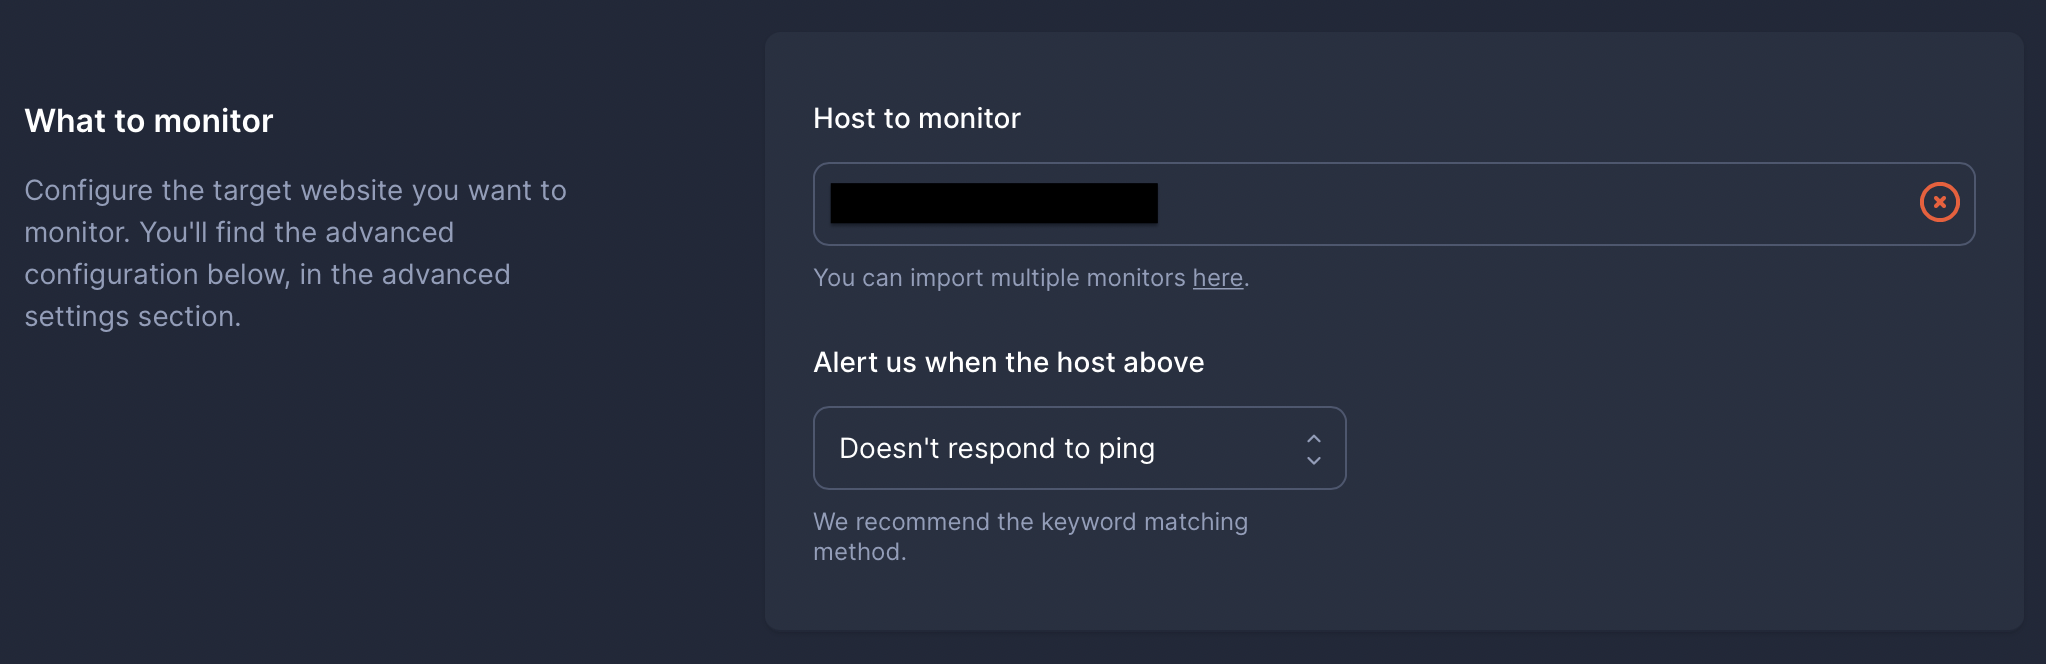 What to monitor
Configure the target website you want to
monitor. You'll find the advanced
configuration below, in the advanced
settings section.
Host to monitor
You can import multiple monitors here.
Alert us when the host above
Doesn't respond to ping
We recommend the keyword matching
method.